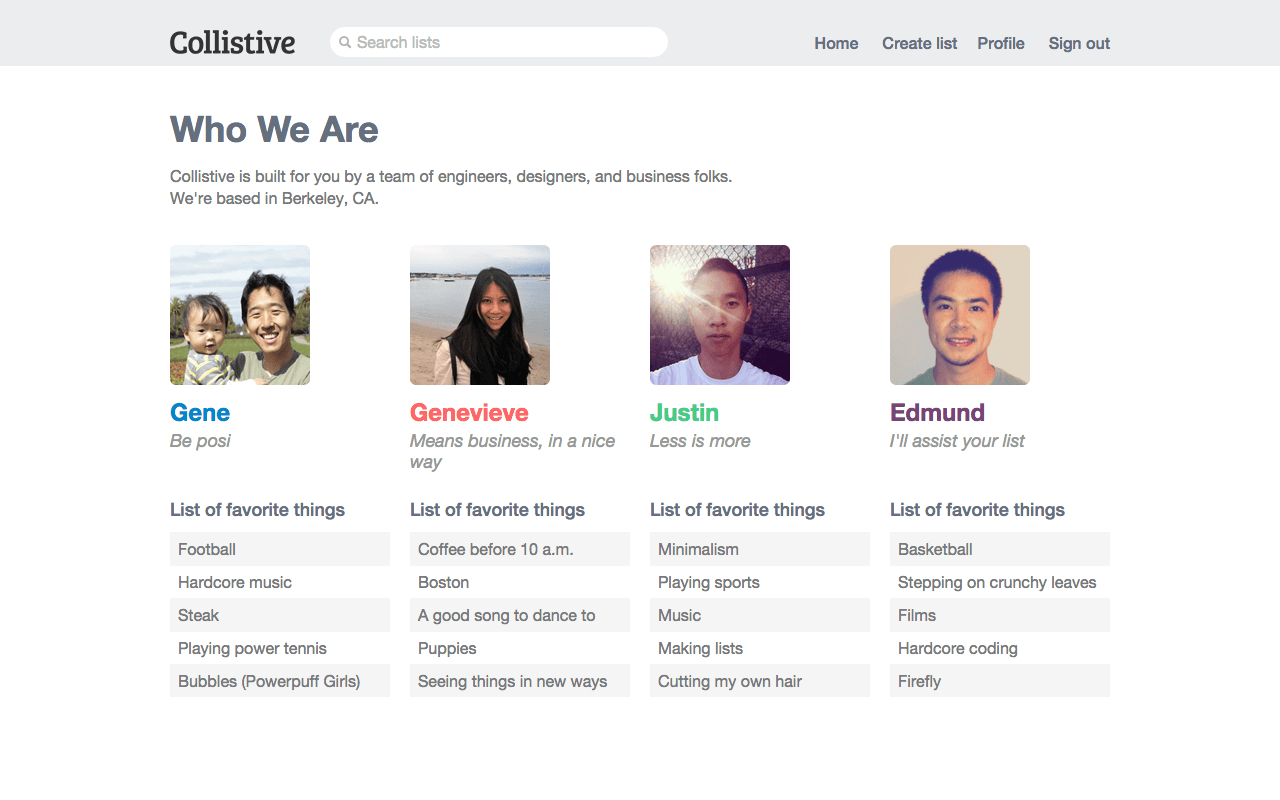 Collistive
Search lists
Home Create list Profile Sign out
Who We Are
Collistive is built for you by a team of engineers, designers, and business folks.
We're based in Berkeley, CA.
Gene
Be posi
Genevieve
Means business, in a nice
way
Justin
Less is more
Edmund
I'll assist your list
List of favorite things
Football
Hardcore music
Steak
Playing power tennis
Bubbles (Powerpuff Girls)
List of favorite things
Coffee before 10 a.m.
Boston
A good song to dance to
Puppies
Seeing things in new ways
List of favorite things
Minimalism
Playing sports
Music
Making lists
Cutting my own hair
List of favorite things
Basketball
Stepping on crunchy leaves
Films
Hardcore coding
Firefly